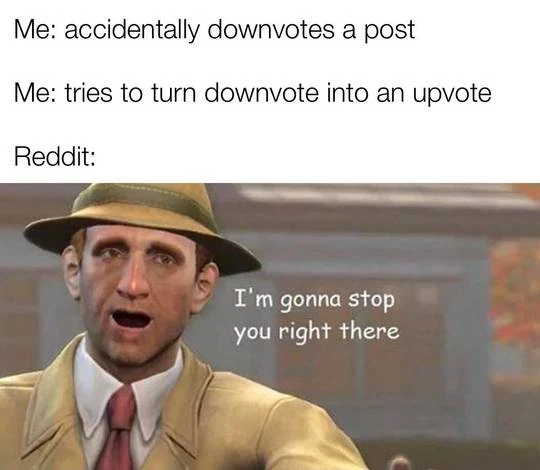 Me: accidentally downvotes a post
Me: tries to turn downvote into an upvote
Reddit:
I'm gonna stop
you right there